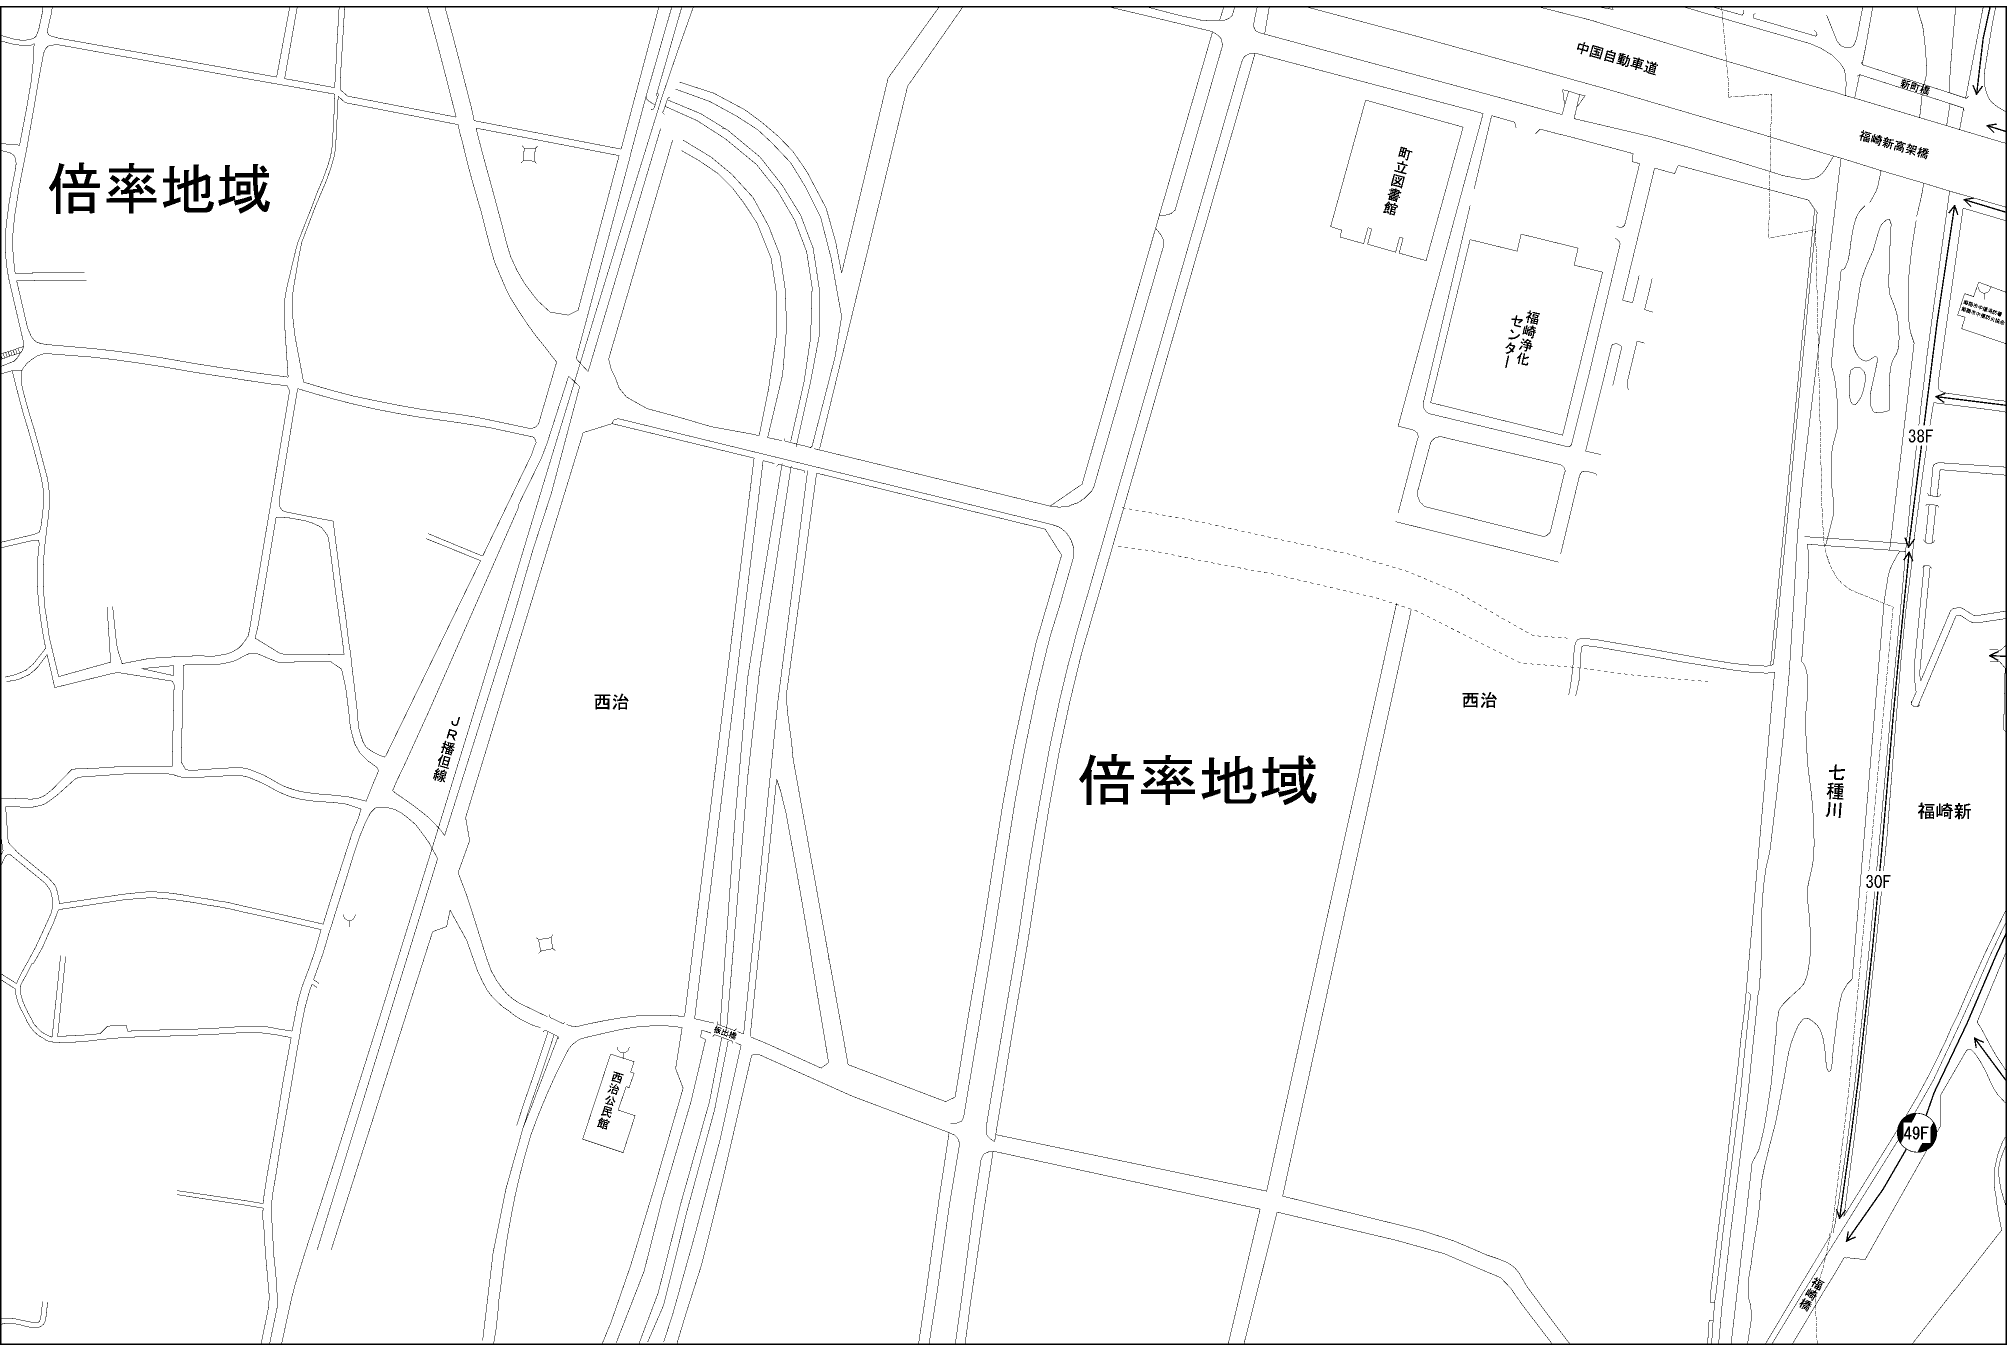 中国自動車道
新町橋
福崎新高架橋
町立図書館
倍率地域
福崎浄化
センター
38F
西治
西治
JR播但線
倍率地域
七種川
福崎新
30F
西治公民館
49F
福崎橋